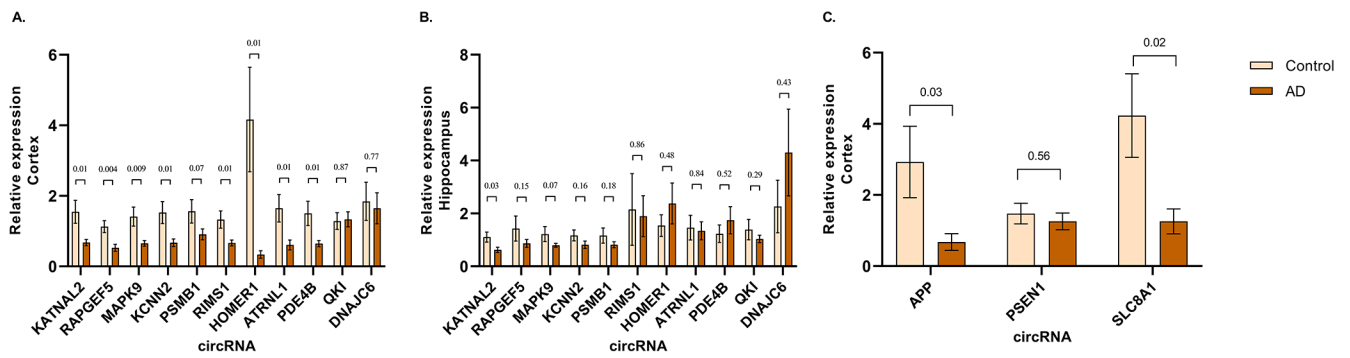 A.
Relative expression
Cortex
6
4
2
0
0.01
0.004
0.009
0.01
0.07
0.01
0.01
0.01
0.01
0.87
0.77
KATNAL2
RAPGEF5
MAPK9
KCNN2
PSMB1
RIMS1
HOMER1
ATRNL1
PDE4B
QKI
DNAJC6
circRNA
B.
Relative expression
Hippocampus
8
6
4
2
0
0.03
0.15
0.07
0.16
0.18
0.86
0.48
0.84
0.52
0.29
0.43
KATNAL2
RAPGEF5
MAPK9
KCNN2
PSMB1
RIMS1
HOMER1
ATRNL1
PDE4B
QKI
DNAJC6
circRNA
C.
Relative expression
Cortex
6
4
2
0
0.03
0.56
0.02
APP
PSEN1
SLC8A1
circRNA
Control
AD